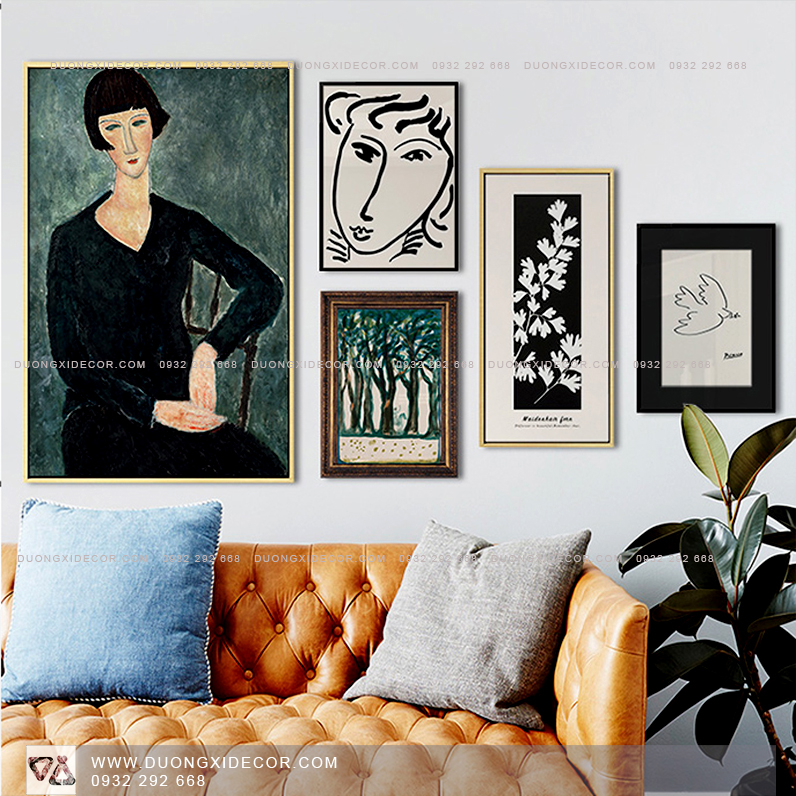 DUONGXIDECOR.COM 0932 292 668 DUONGXIDECOR.COM 0932 292 668 DUONGXIDECOR.COM 0932 292 668
Maidenham fern
Picasso
DUONGXIDECOR.COM 0932 292 668 DUONGXIDECOR.COM 0932 292 668 DUONGXIDECOR.COM 0932 292 668
DUONGXIDECOR.COM 0932 292 668 DUONGXIDECOR.COM 0932 292 668 DUONGXIDECOR.COM 0932 292 668
WWW.DUONGXIDECOR.COM
0932 292 668